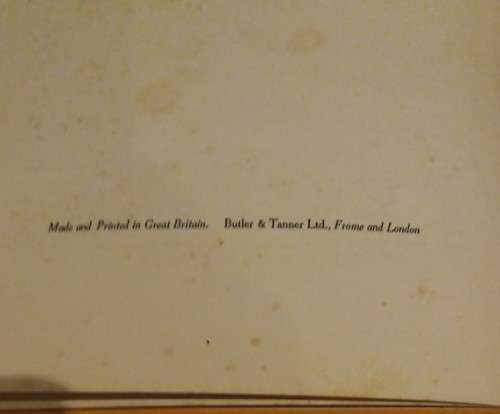 Made and Printed in Great Britain. Butler & Tanner Ltd., Frome and London